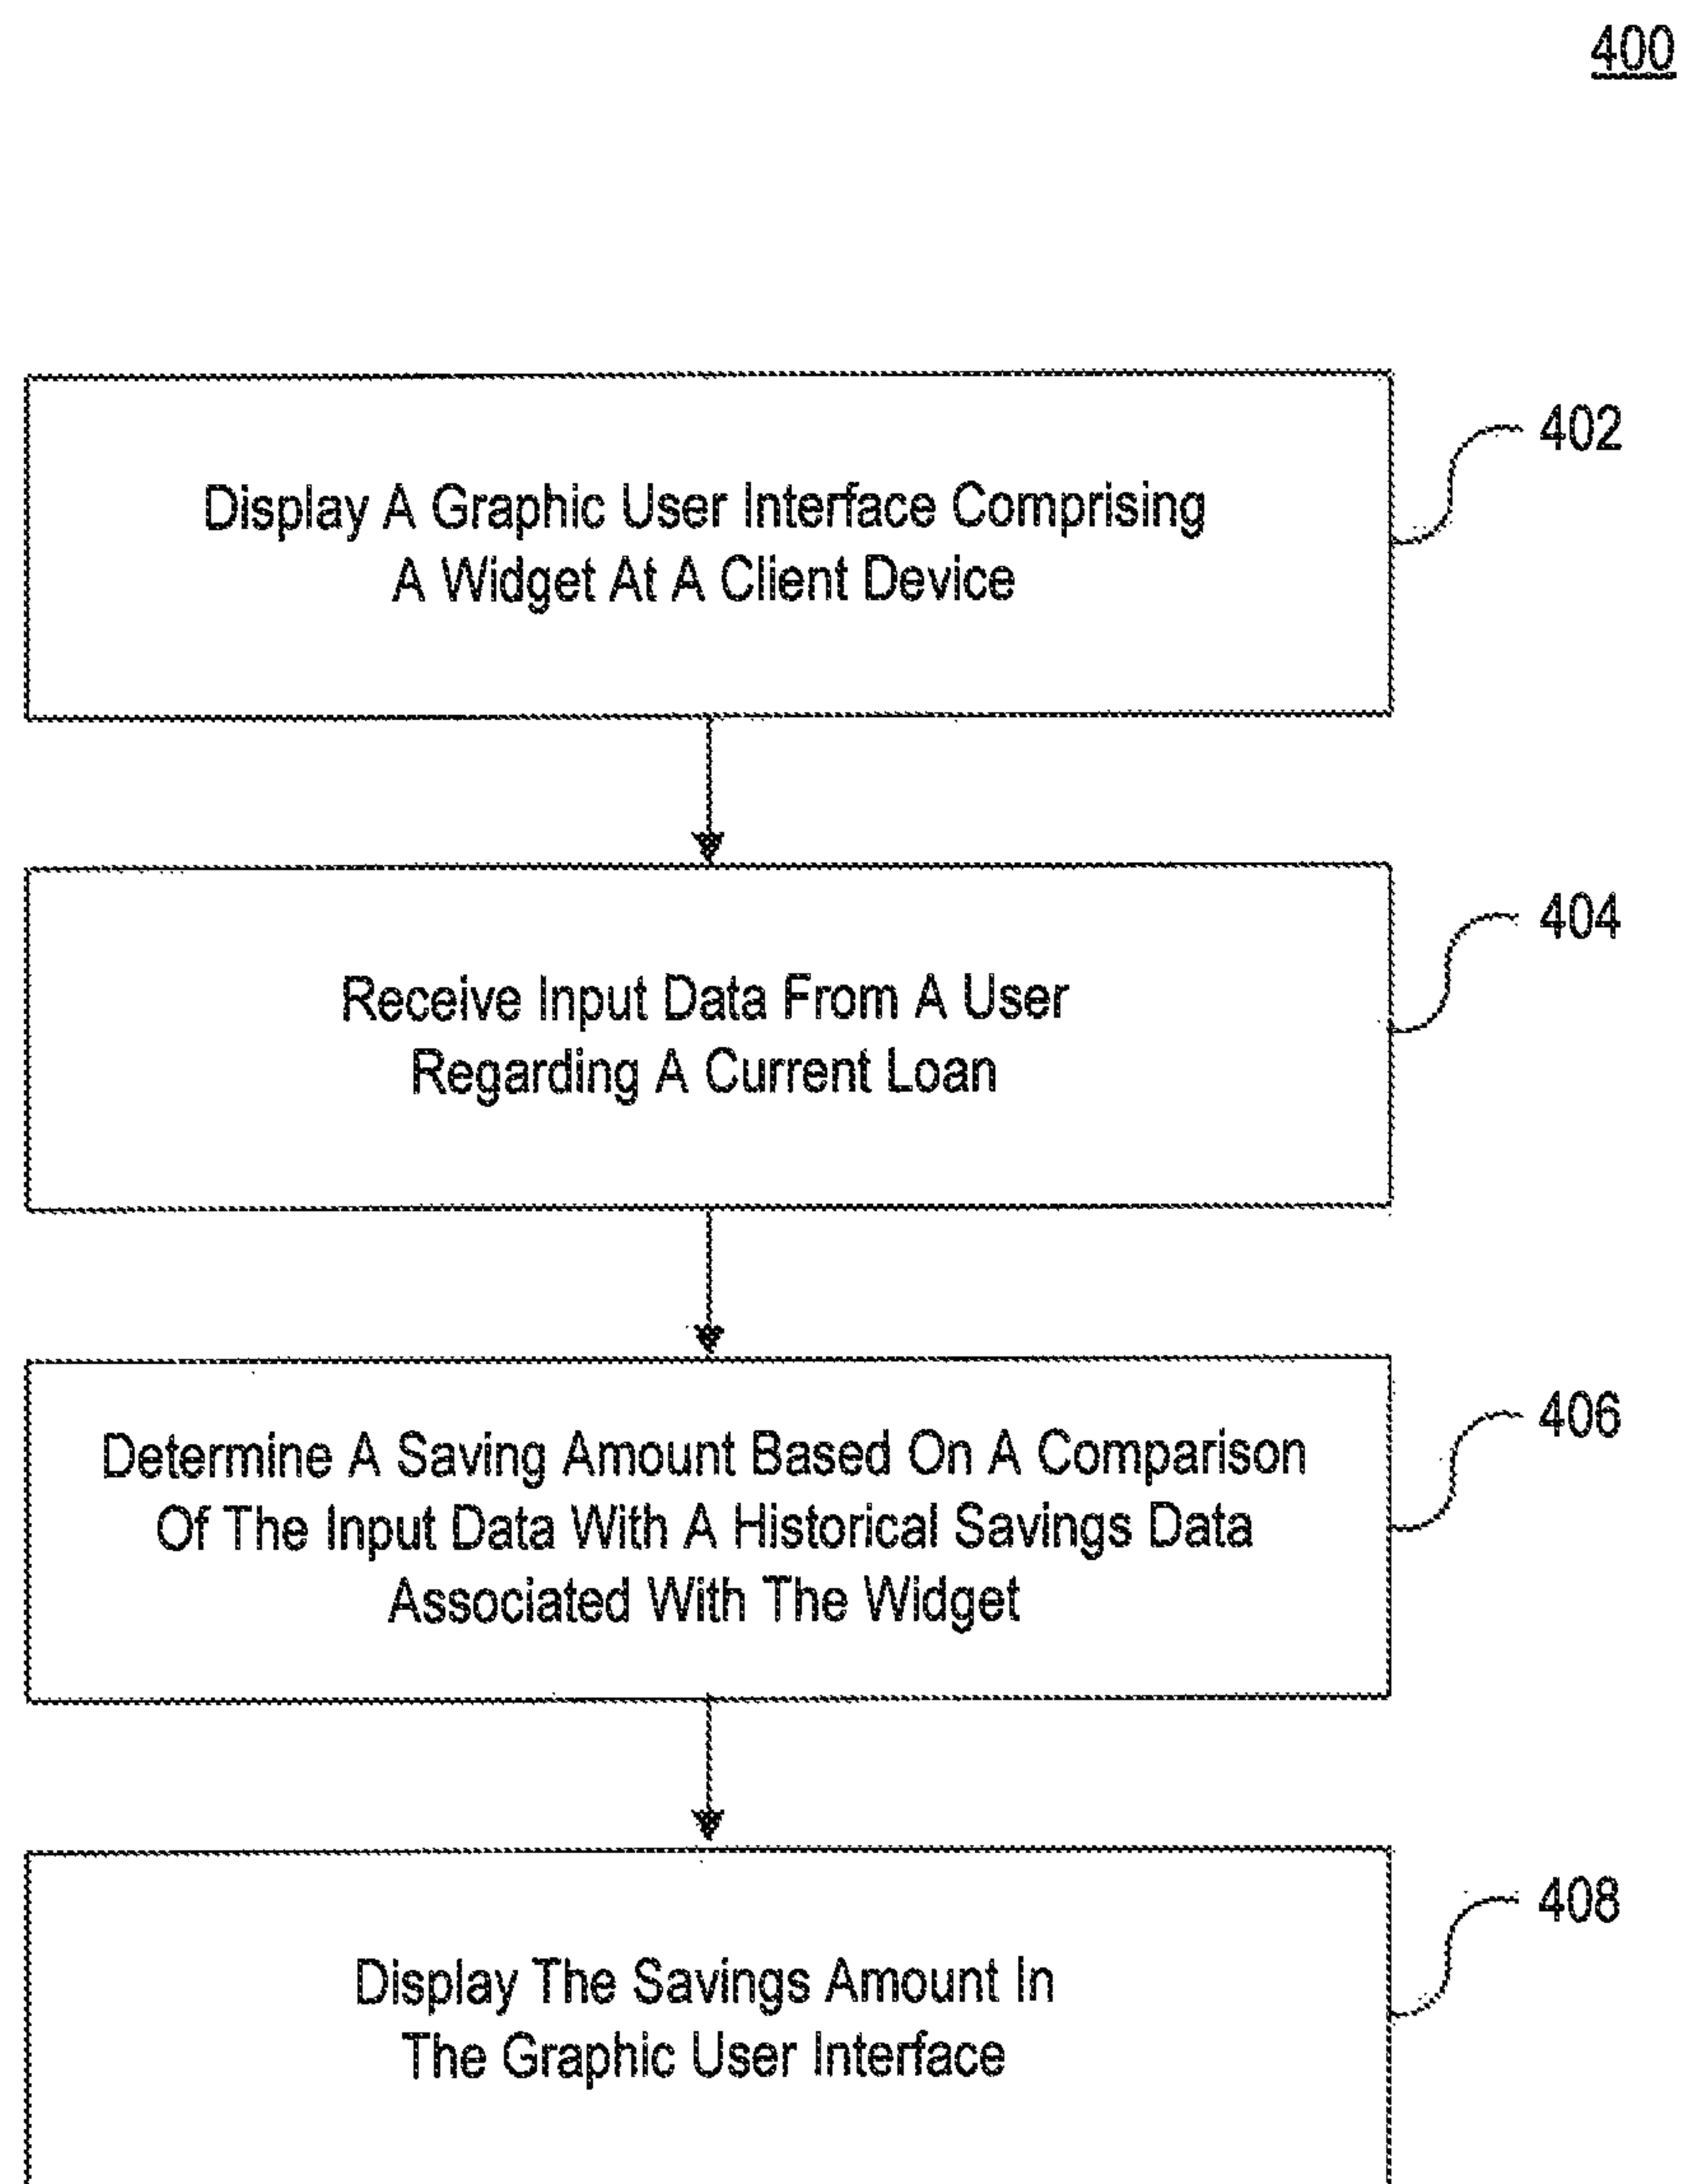 400
Display A Graphic User Interface Comprising
A Widget At A Client Device
402
Receive Input Data From A User
Regarding A Current Loan
404
Determine A Saving Amount Based On A Comparison
Of The Input Data With A Historical Savings Data
Associated With The Widget
406
Display The Savings Amount In
The Graphic User Interface
408